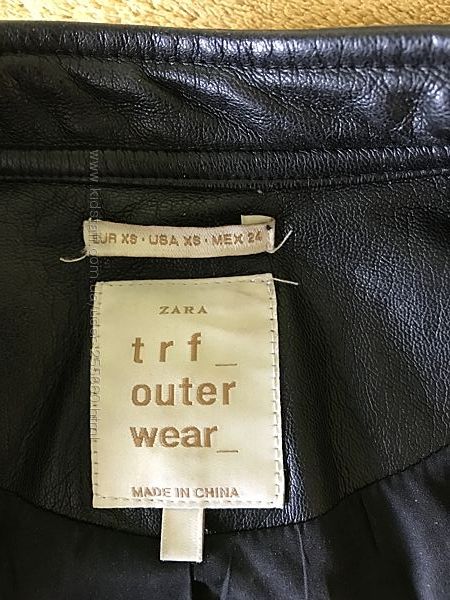 EUR XS · USA XS · MEX 24
ZARA
trf_
outer
wear_
MADE IN CHINA